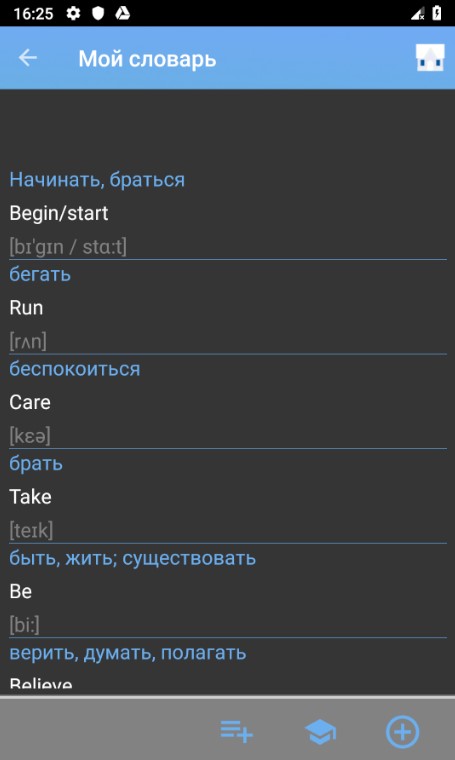 16:25
Мой словарь
Начинать, браться
Begin/start
[bɪ'gɪn / stɑ:t]
бегать
Run
[rʌn]
беспокоиться
Care
[kɛə]
брать
Take
[teɪk]
быть, жить; существовать
Be
[bi:]
верить, думать, полагать
Believe